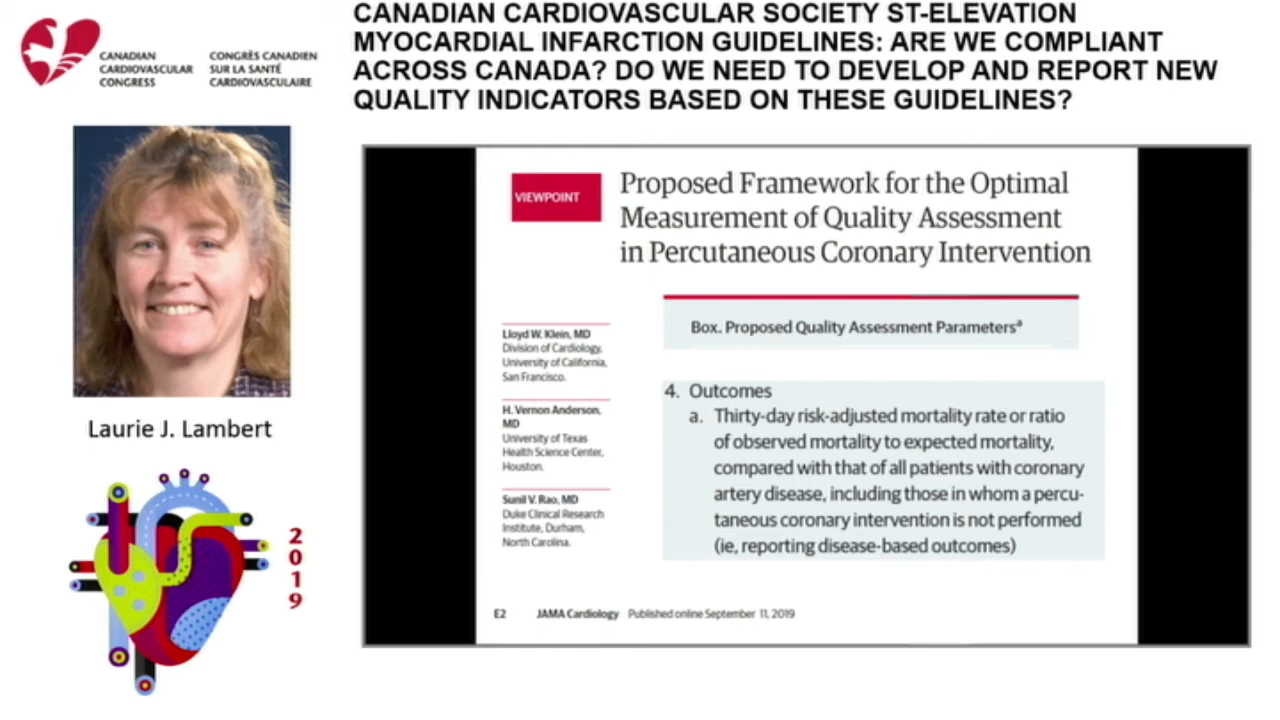 CANADIAN
CARDIOVASCULAR
CONGRESS
CONGRÈS CANADIEN
SUR LA SANTÉ
CARDIOVASCULAIRE
CANADIAN CARDIOVASCULAR SOCIETY ST-ELEVATION
MYOCARDIAL INFARCTION GUIDELINES: ARE WE COMPLIANT
ACROSS CANADA? DO WE NEED TO DEVELOP AND REPORT NEW
QUALITY INDICATORS BASED ON THESE GUIDELINES?
Laurie J. Lambert
2
0
1
9
VIEWPOINT
Proposed Framework for the Optimal
Measurement of Quality Assessment
in Percutaneous Coronary Intervention
Lloyd W. Klein, MD
Division of Cardiology,
University of California,
San Francisco.
H. Vernon Anderson,
MD
University of Texas
Health Science Center,
Houston.
Sunil V. Rao, MD
Duke Clinical Research
Institute, Durham,
North Carolina.
Box. Proposed Quality Assessment Parametersᵃ
4. Outcomes
a. Thirty-day risk-adjusted mortality rate or ratio
of observed mortality to expected mortality,
compared with that of all patients with coronary
artery disease, including those in whom a percu-
taneous coronary intervention is not performed
(ie, reporting disease-based outcomes)
E2 JAMA Cardiology Published online September 11, 2019